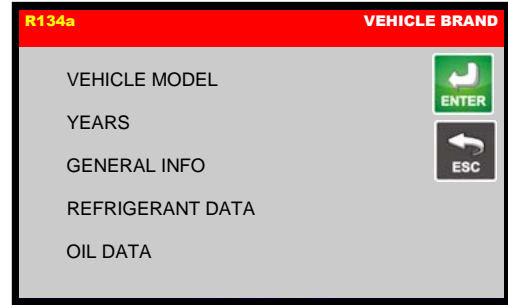 R134a VEHICLE BRAND
VEHICLE MODEL
ENTER
YEARS
GENERAL INFO
ESC
REFRIGERANT DATA
OIL DATA